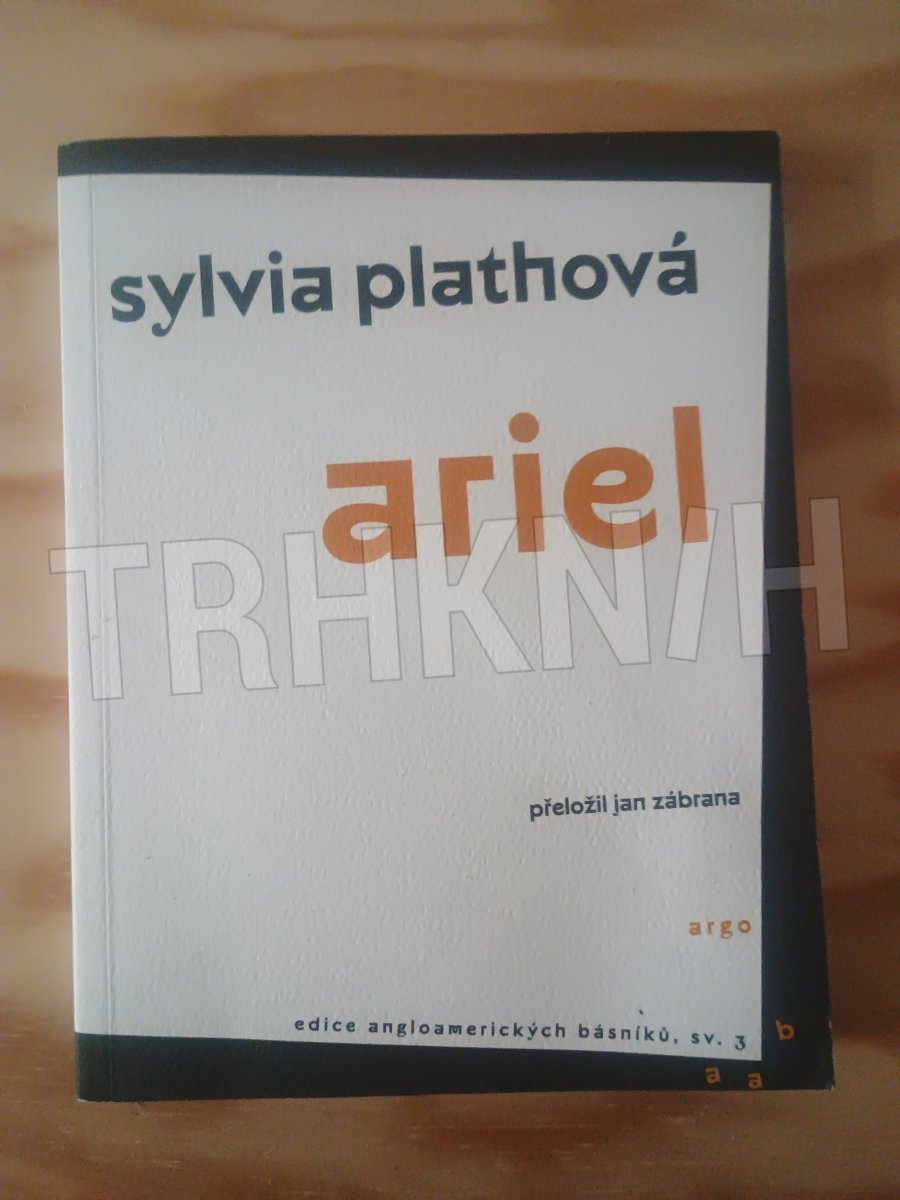 sylvia plathová
ariel
TRHKNIH
přeložil jan zábrana
argo
edice angloamerických básníků, sv. 3
a a b